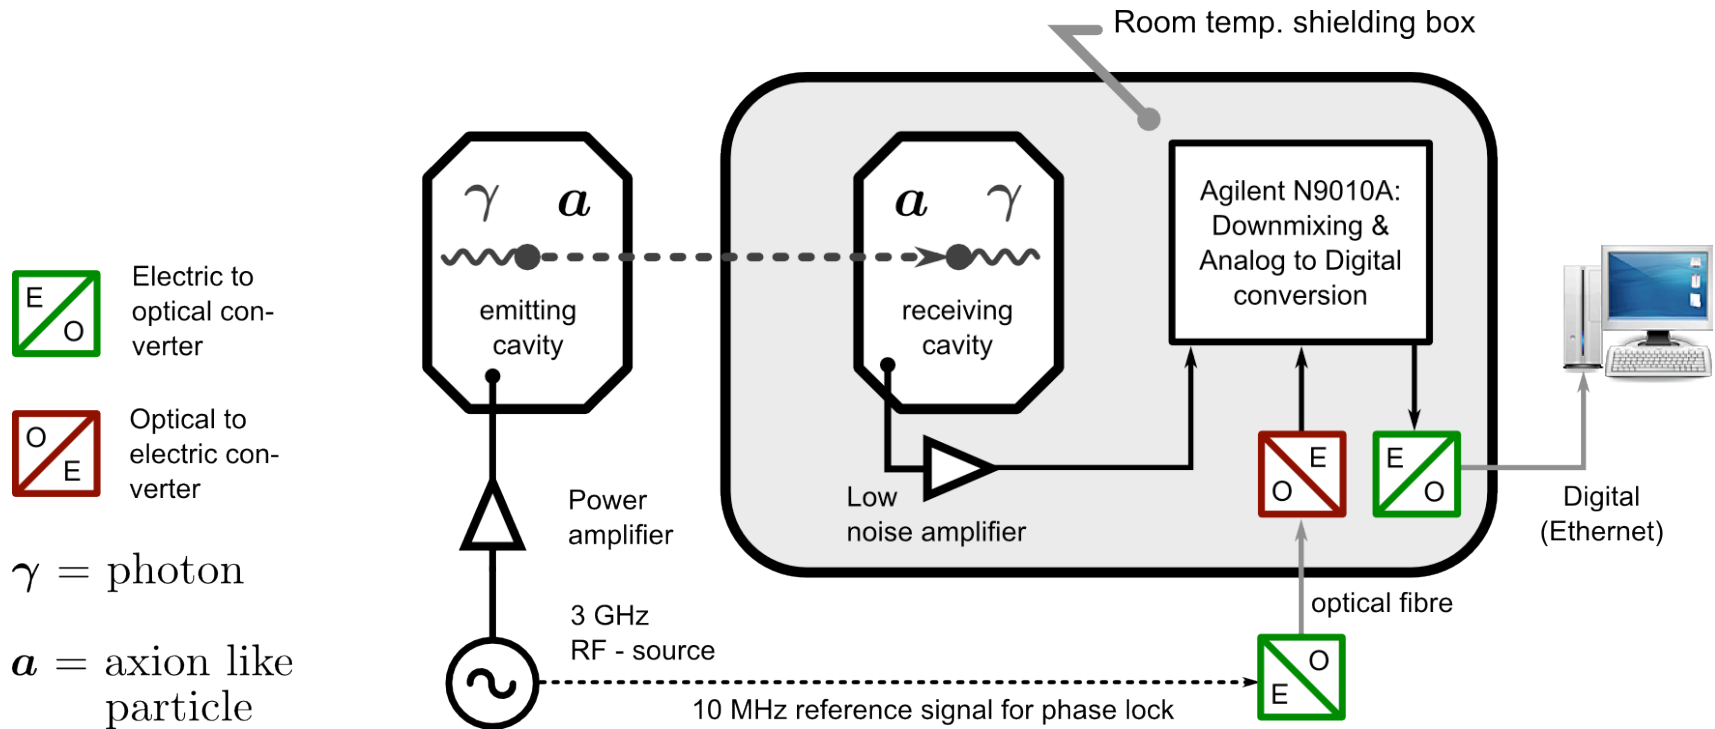 Room temp. shielding box
γ a
emitting
cavity
a γ
receiving
cavity
Agilent N9010A:
Downmixing &
Analog to Digital
conversion
E
O
Electric to
optical con-
verter
O
E
Optical to
electric con-
verter
γ = photon
a = axion like
particle
Power
amplifier
Low
noise amplifier
E
O
E
O
Digital
(Ethernet)
optical fibre
3 GHz
RF - source
O
E
10 MHz reference signal for phase lock